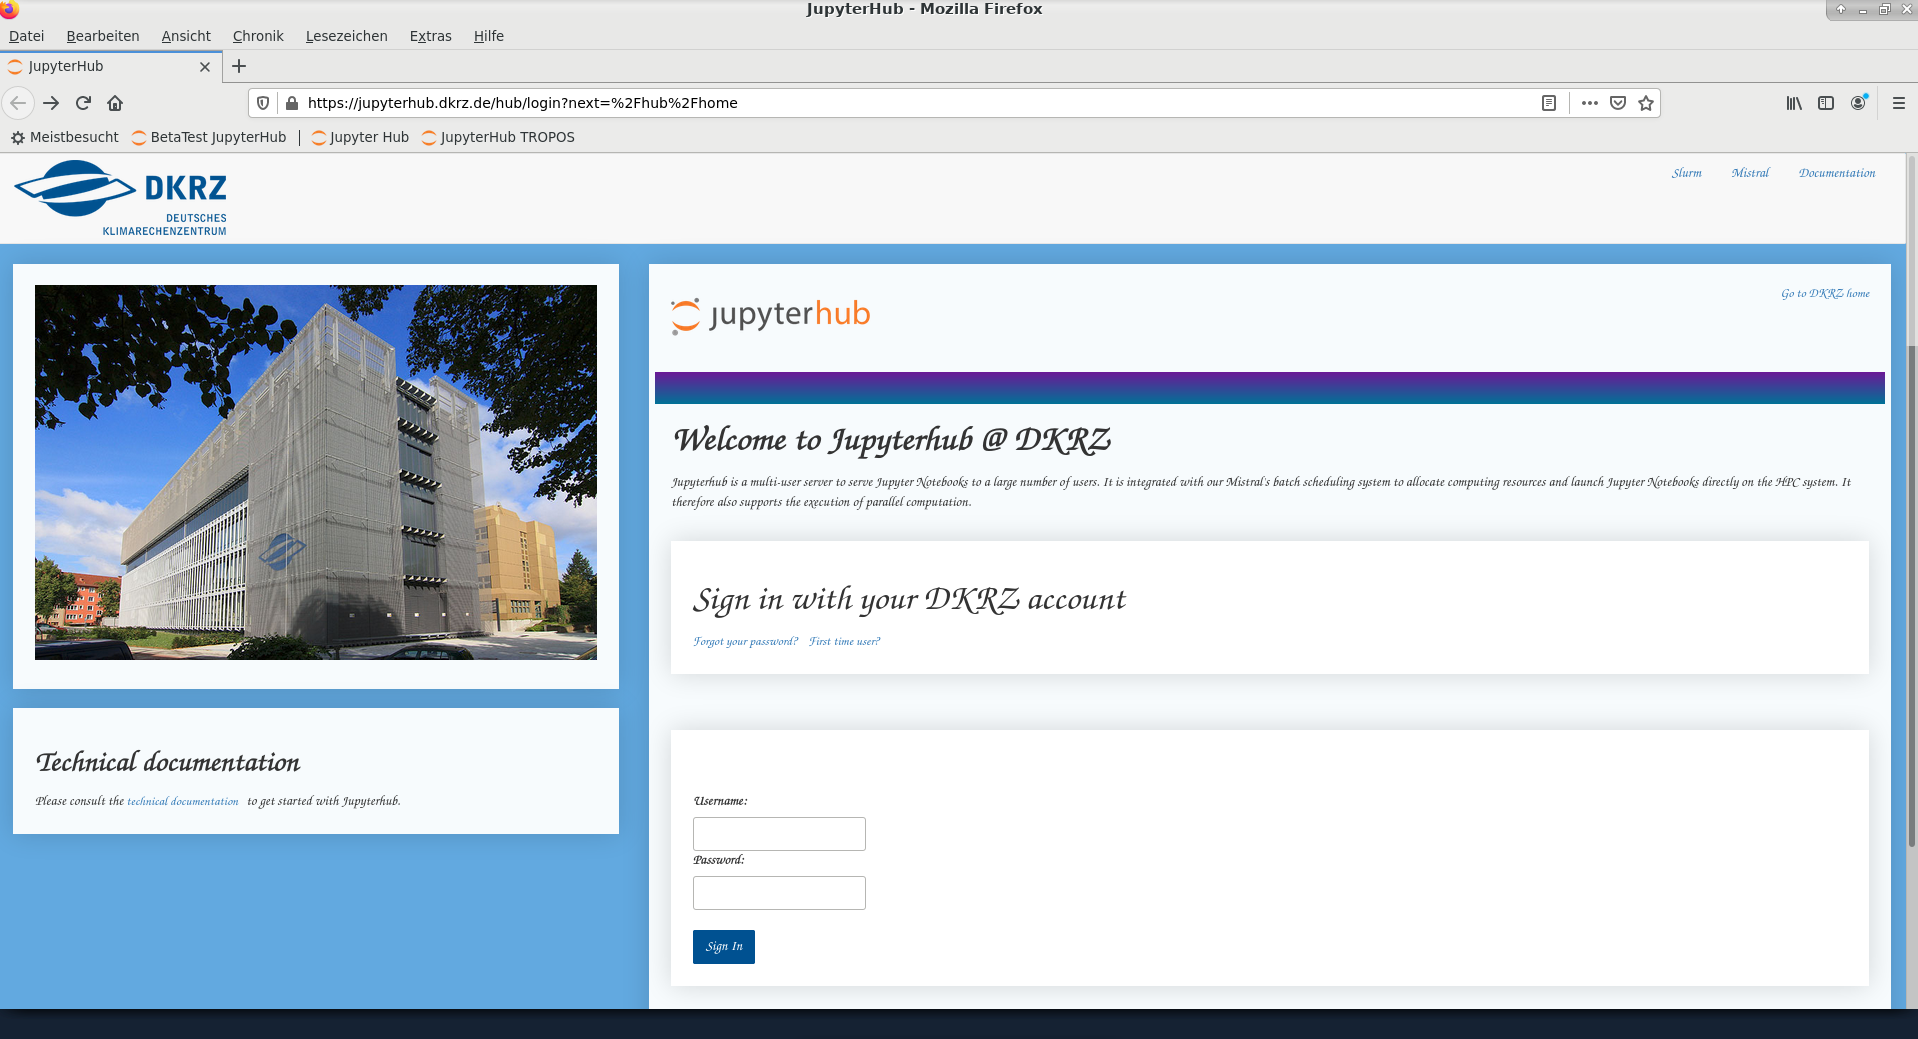 JupyterHub - Mozilla Firefox
Datei Bearbeiten Ansicht Chronik Lesezeichen Extras Hilfe
JupyterHub
https://jupyterhub.dkrz.de/hub/login?next=%2Fhub%2Fhome
Meistbesucht BetaTest JupyterHub | Jupyter Hub JupyterHub TROPOS
DKRZ
DEUTSCHES
KLIMARECHENZENTRUM
Slurm Mistral Documentation
jupyterhub
Go to DKRZ home
Welcome to Jupyterhub @ DKRZ
Jupyterhub is a multi-user server to serve Jupyter Notebooks to a large number of users. It is integrated with our Mistral's batch scheduling system to allocate computing resources and launch Jupyter Notebooks directly on the HPC system. It
therefore also supports the execution of parallel computation.
Sign in with your DKRZ account
Forgot your password? First time user?
Technical documentation
Please consult the technical documentation to get started with Jupyterhub.
Username:
Password:
Sign In